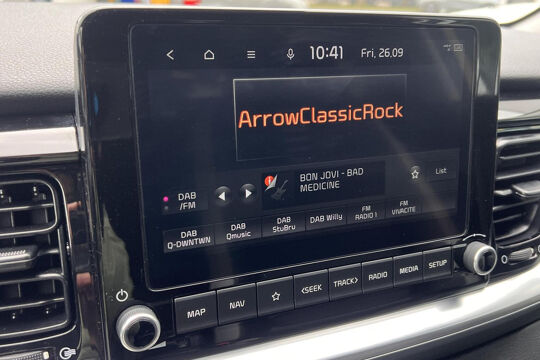 10:41 Fri, 26.09
ArrowClassicRock
BON JOVI - BAD
MEDICINE
List
DAB
/FM
DAB
Q-DWNTWN
DAB
Qmusic
DAB
StuBru
DAB Willy
FM
RADIO 1
FM
VIVACITE
MAP
NAV
<SEEK
TRACK>
RADIO
MEDIA
SETUP